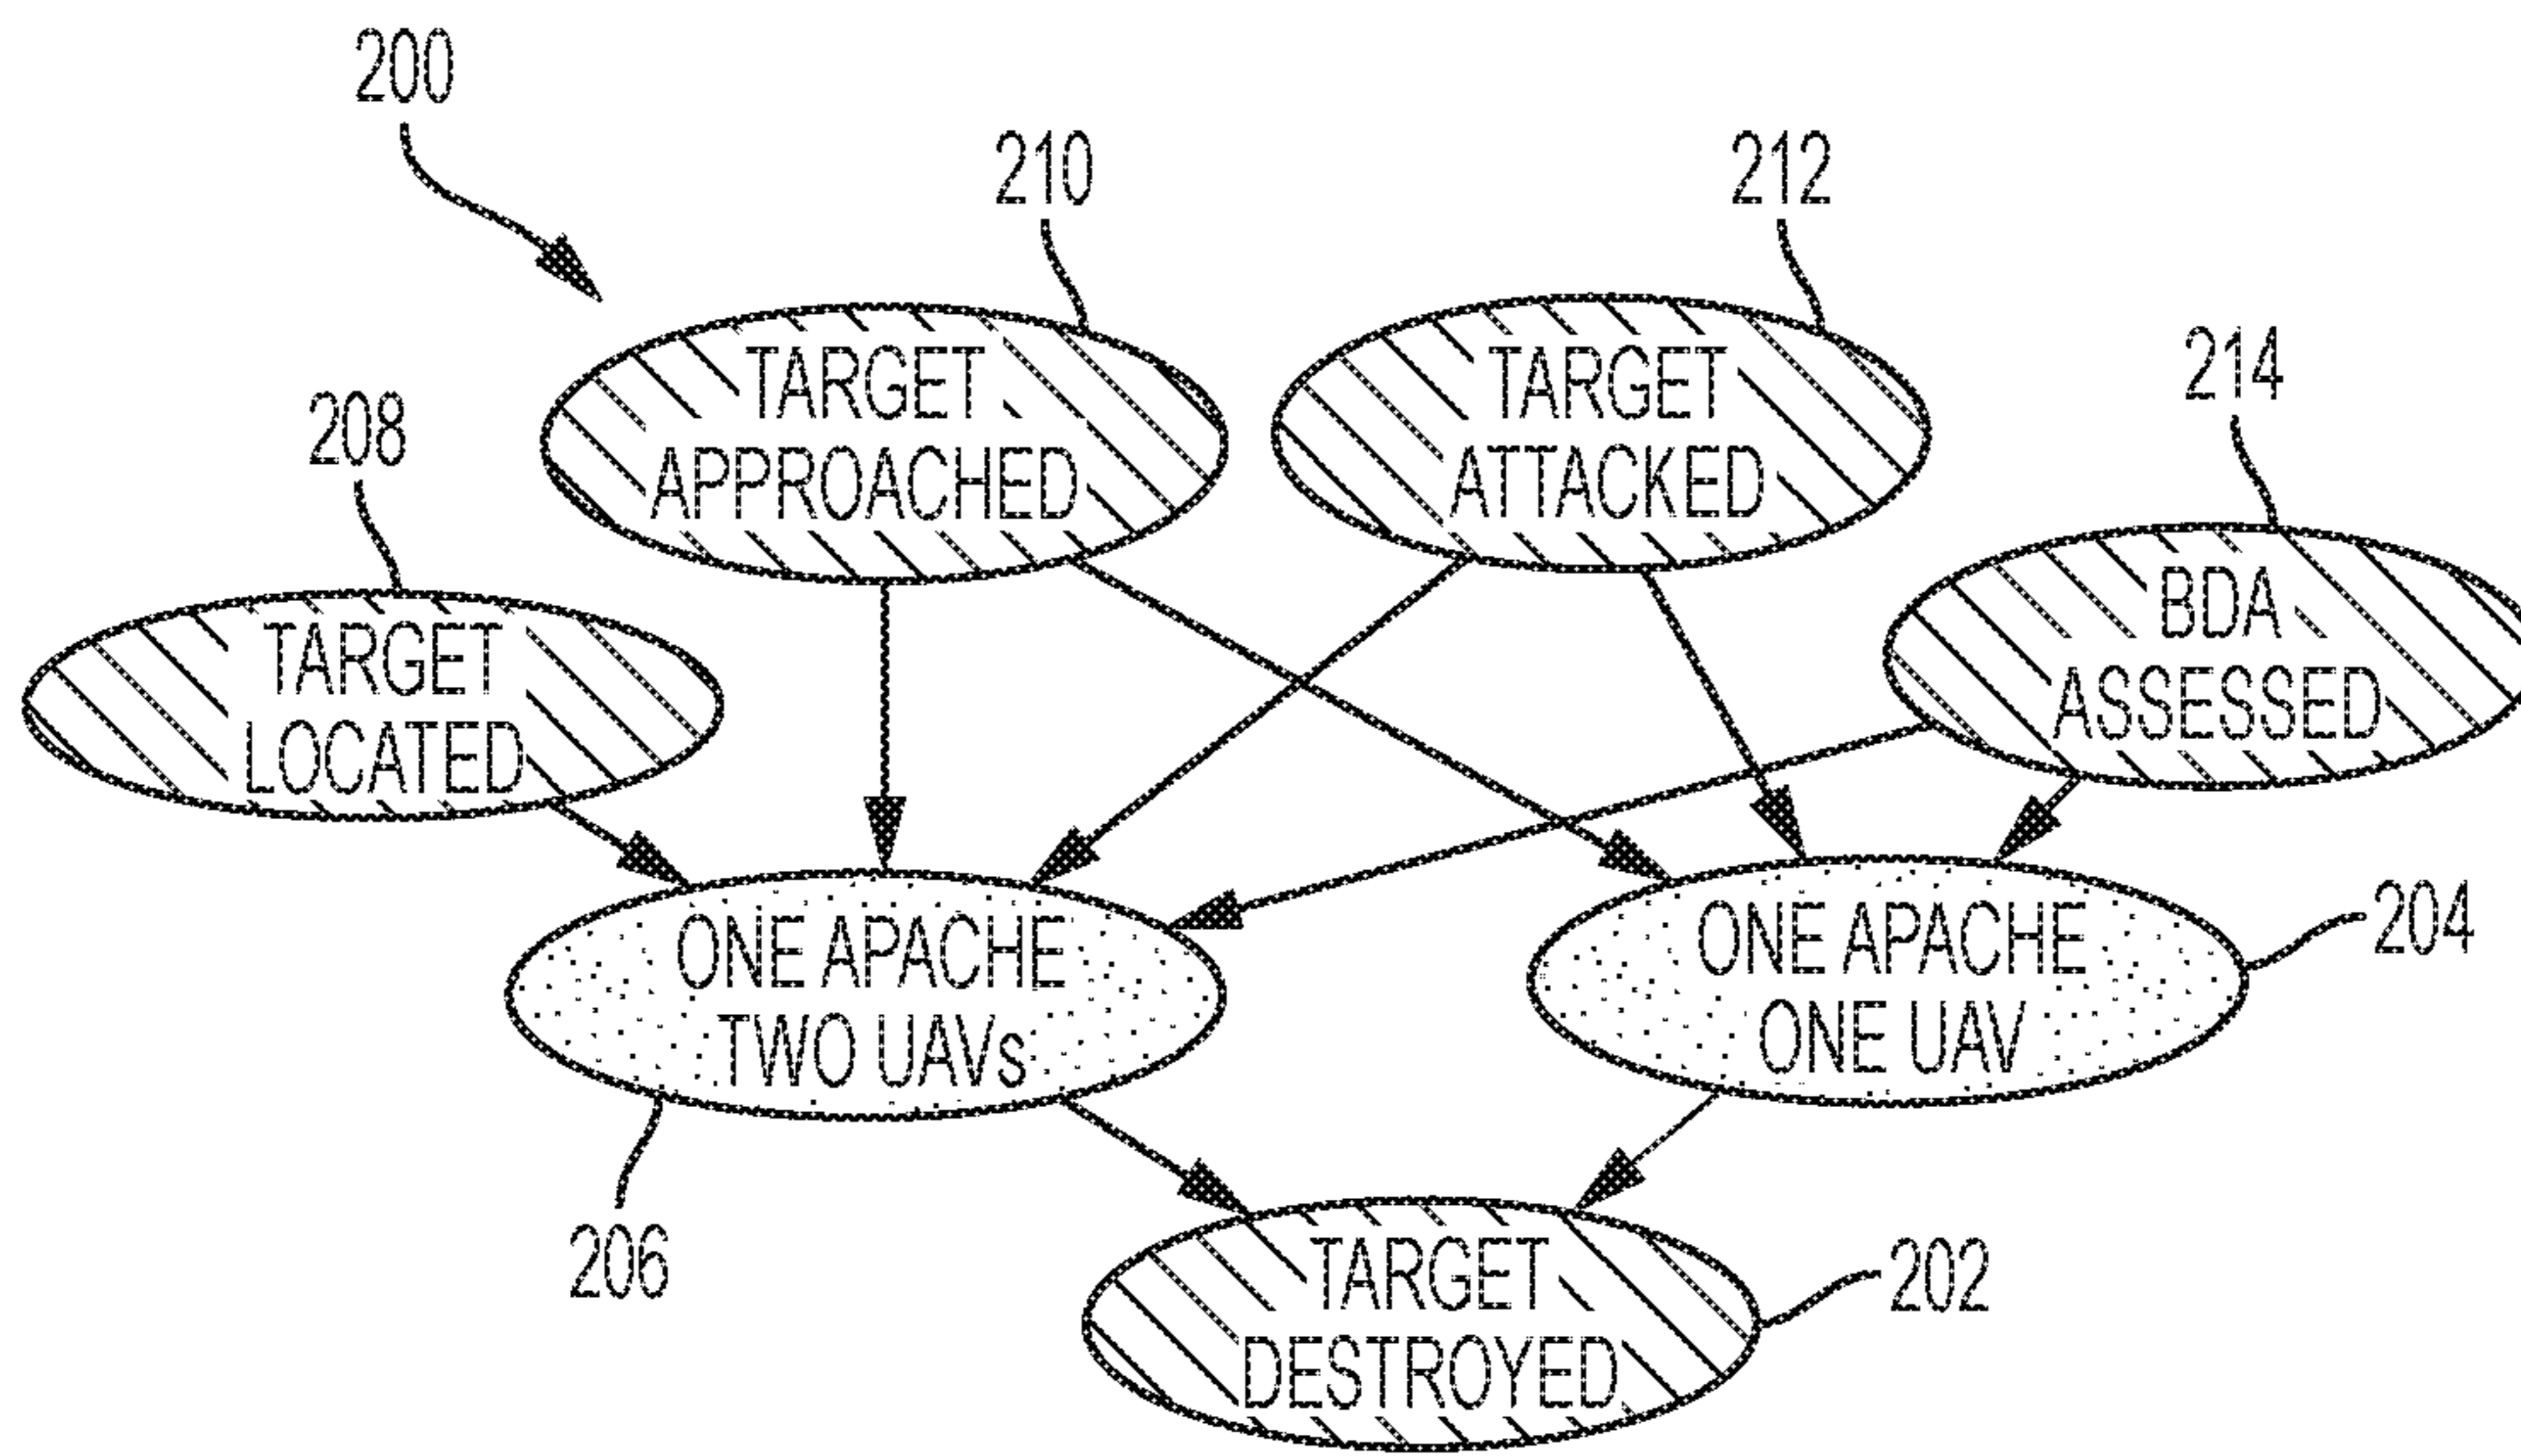 200
210
212
214
208
TARGET
APPROACHED
TARGET
ATTACKED
BDA
ASSESSED
TARGET
LOCATED
ONE APACHE
TWO UAVs
ONE APACHE
ONE UAV
204
206
TARGET
DESTROYED
202